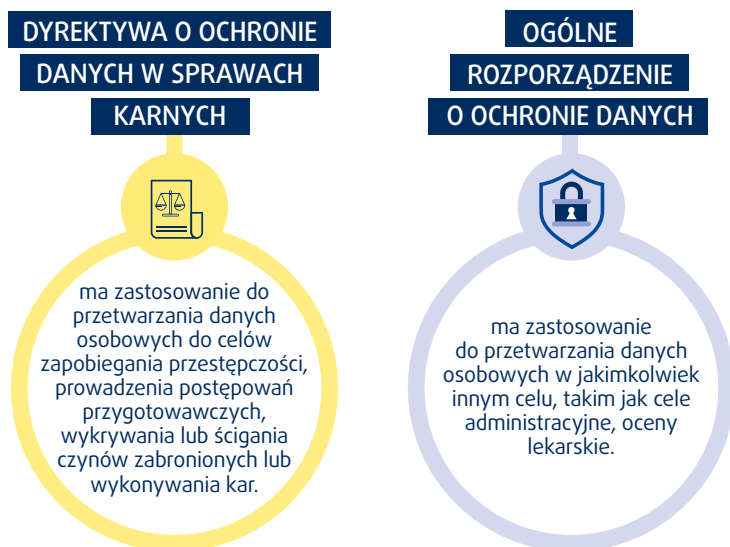 DYREKTYWA O OCHRONIE
DANYCH W SPRAWACH
KARNYCH
ma zastosowanie do
przetwarzania danych
osobowych do celów
zapobiegania przestępczości,
prowadzenia postępowań
przygotowawczych,
wykrywania lub ścigania
czynów zabronionych lub
wykonywania kar.
OGÓLNE
ROZPORZĄDZENIE
O OCHRONIE DANYCH
ma zastosowanie
do przetwarzania danych
osobowych w jakimkolwiek
innym celu, takim jak cele
administracyjne, oceny
lekarskie.